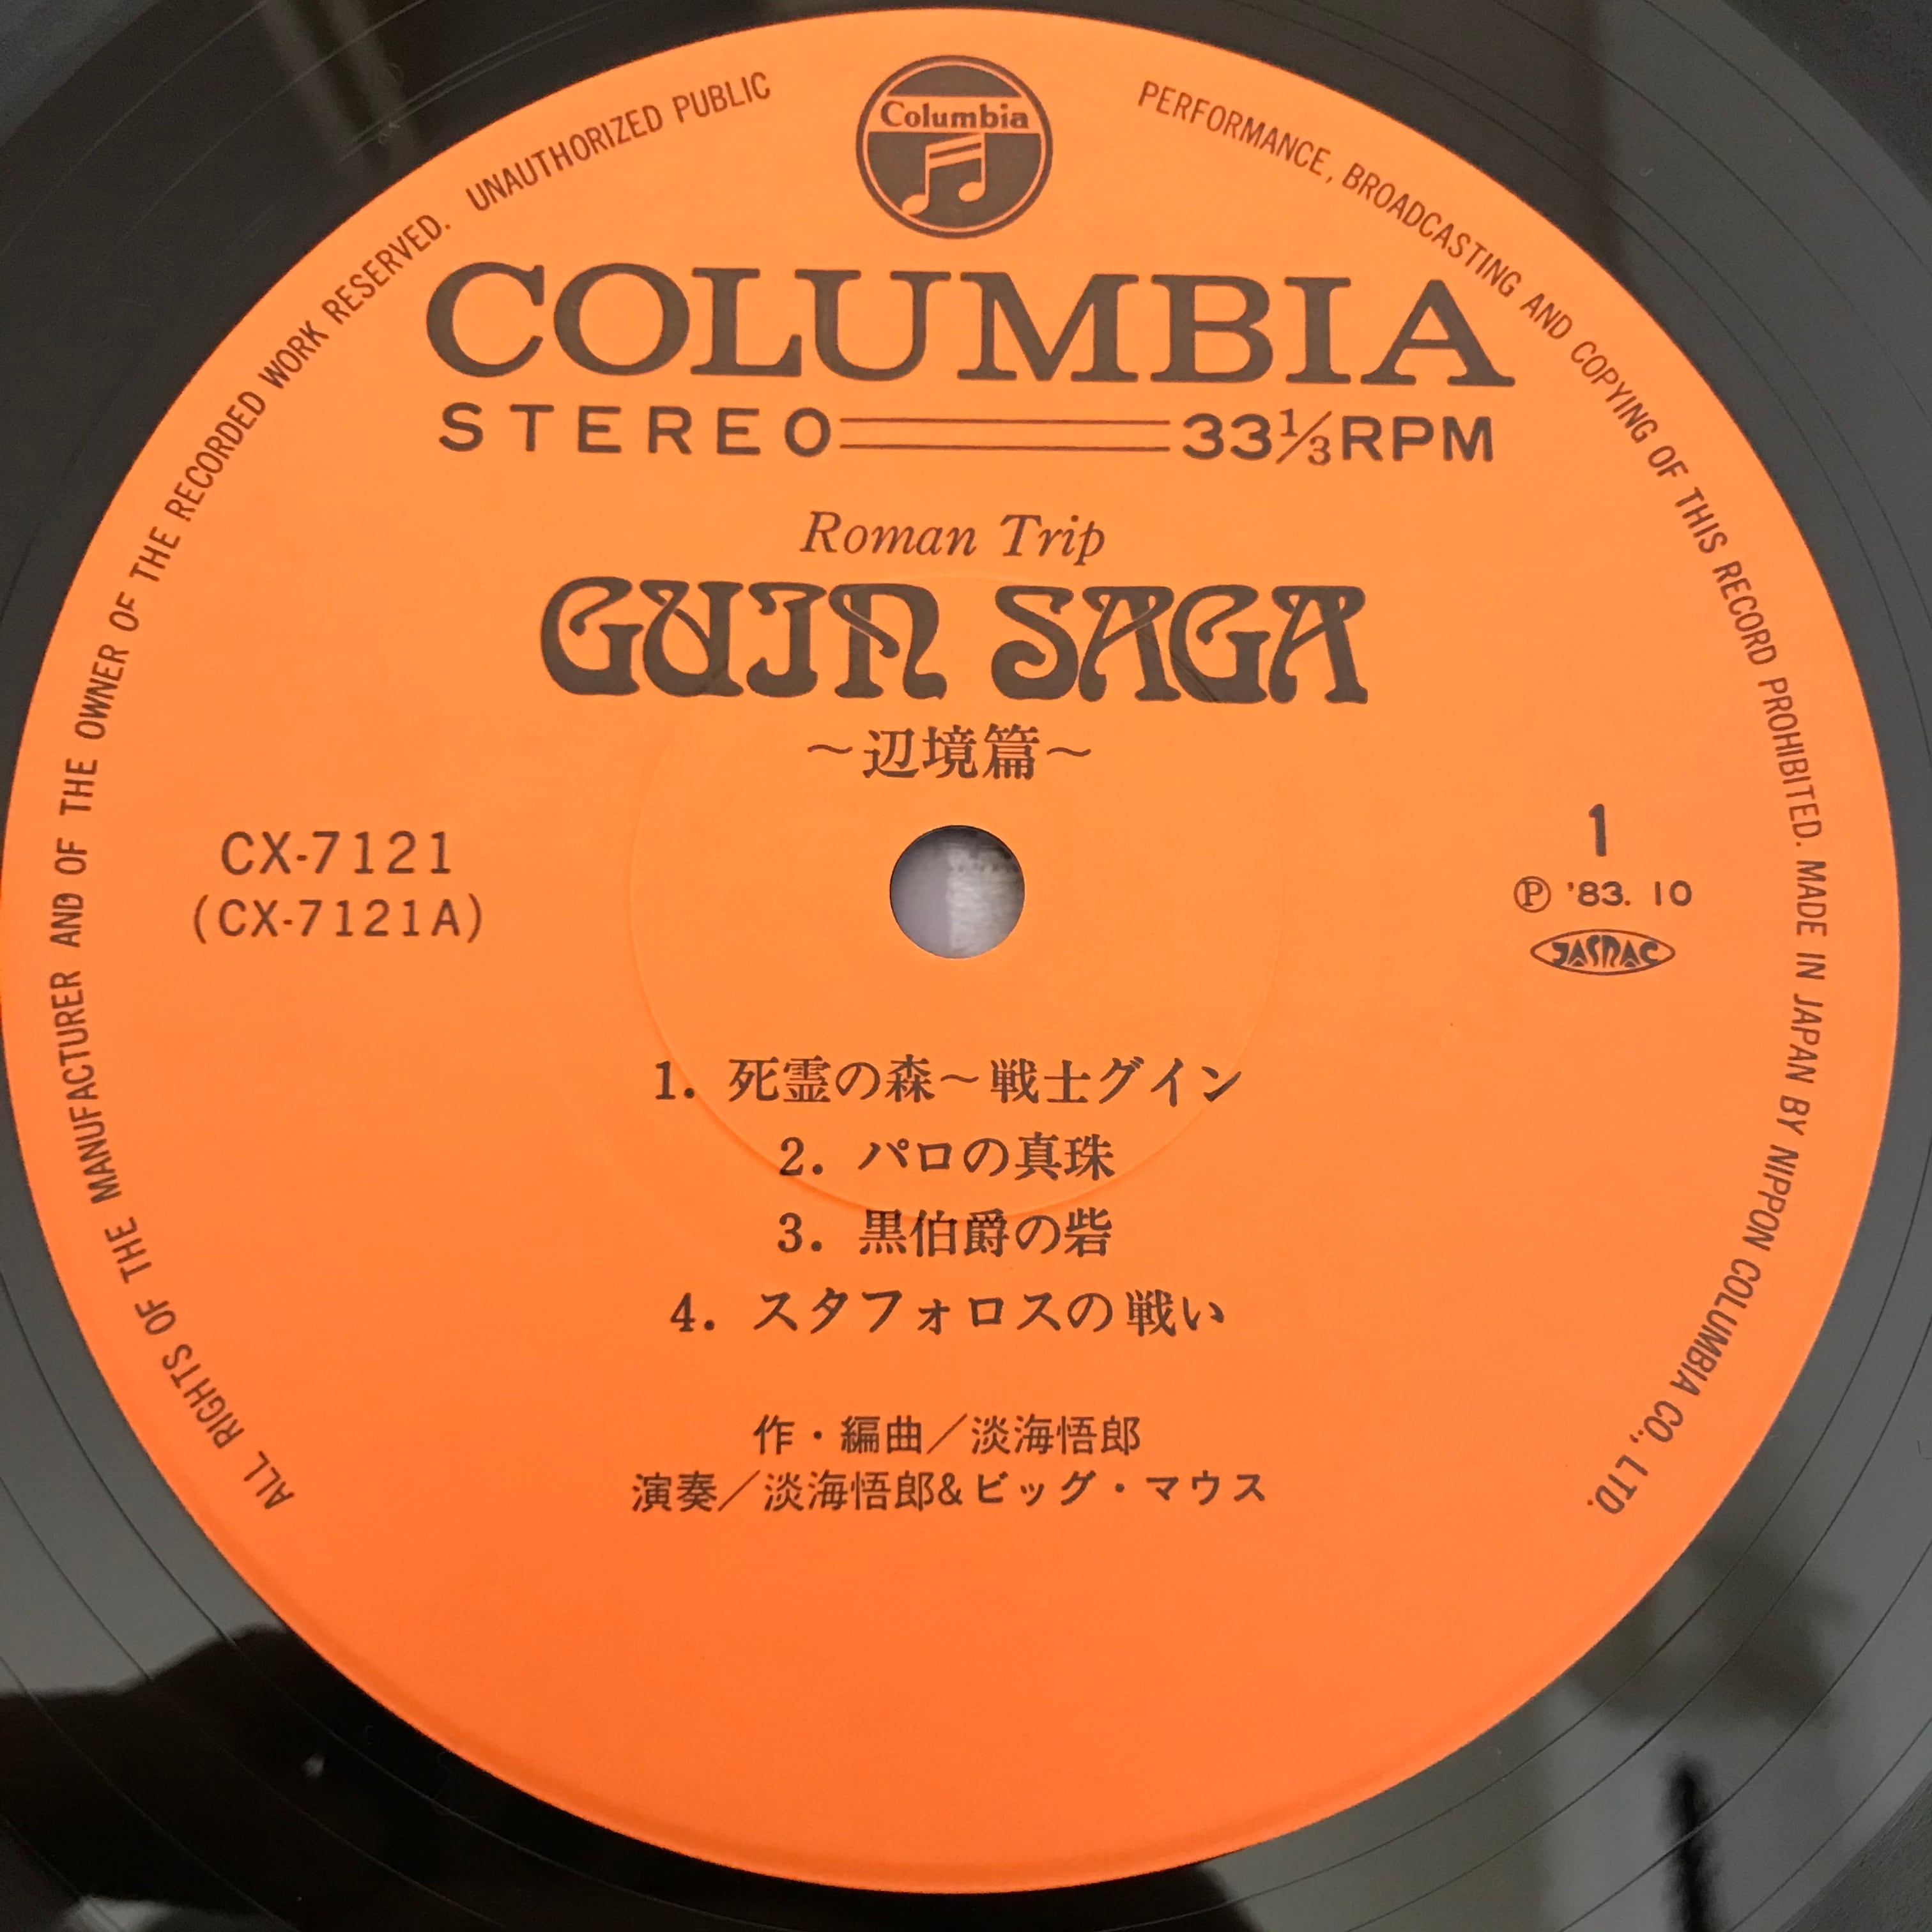 Columbia
COLUMBIA
STEREO 33⅓RPM
Roman Trip
GUIN SAGA
～辺境篇～
CX-7121
(CX-7121A)
1
Ⓟ '83. 10
JASRAC
1. 死霊の森～戦士グイン
2. パロの真珠
3. 黒伯爵の砦
4. スタフォロスの戦い
作・編曲／淡海悟郎
演奏／淡海悟郎&ビッグ・マウス
ALL RIGHTS OF THE MANUFACTURER AND OF THE OWNER OF THE RECORDED WORK RESERVED. UNAUTHORIZED PUBLIC PERFORMANCE, BROADCASTING AND COPYING OF THIS RECORD PROHIBITED. MADE IN JAPAN BY NIPPON COLUMBIA CO., LTD.